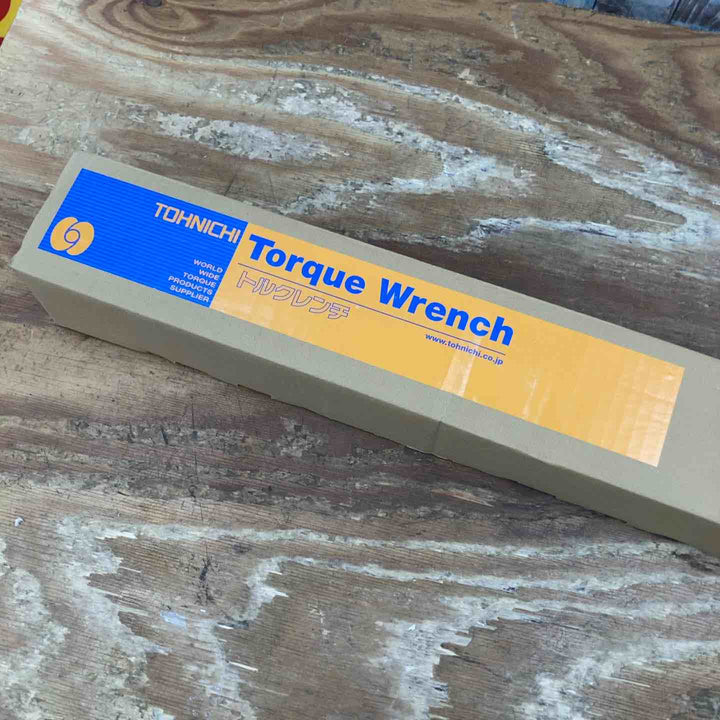 TOHNICHI
WORLD
WIDE
TORQUE
PRODUCTS
SUPPLIER
Torque Wrench
トルクレンチ
www.tohnichi.co.jp